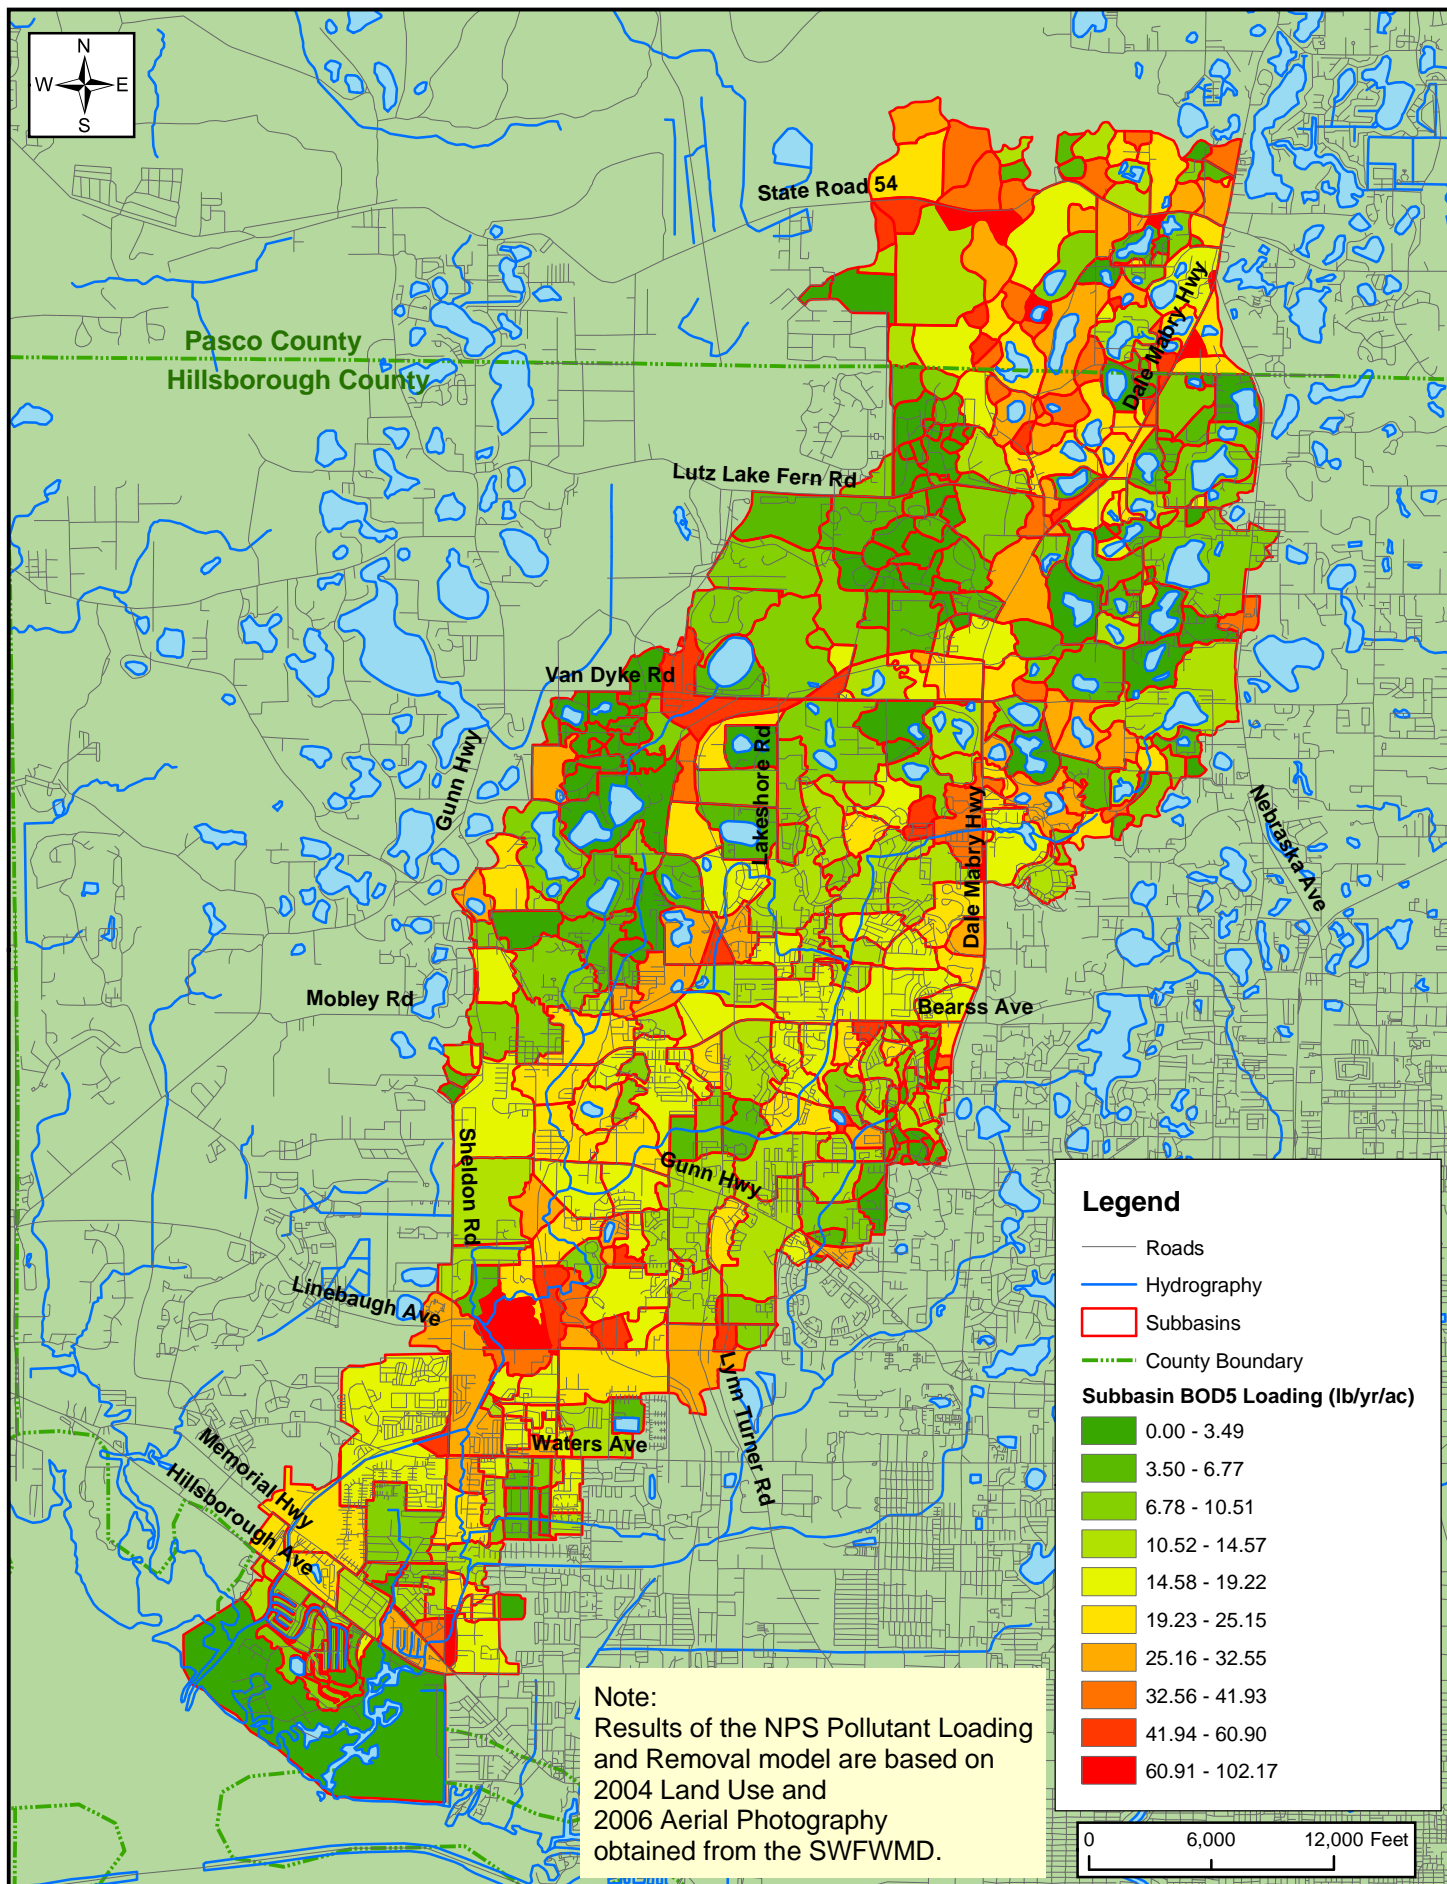 N
W E
S
State Road 54
Pasco County
Hillsborough County
Dale Mabry Hwy
Lutz Lake Fern Rd
Van Dyke Rd
Gunn Hwy
Lakeshore Rd
Dale Mabry Hwy
Nebraska Ave
Mobley Rd
Bearss Ave
Sheldon Rd
Gunn Hwy
Linebaugh Ave
Lynn Turner Rd
Waters Ave
Memorial Hwy
Hillsborough Ave
Legend
Roads
Hydrography
Subbasins
County Boundary
Subbasin BOD5 Loading (lb/yr/ac)
0.00 - 3.49
3.50 - 6.77
6.78 - 10.51
10.52 - 14.57
14.58 - 19.22
19.23 - 25.15
25.16 - 32.55
32.56 - 41.93
41.94 - 60.90
60.91 - 102.17
Note:
Results of the NPS Pollutant Loading
and Removal model are based on
2004 Land Use and
2006 Aerial Photography
obtained from the SWFWMD.
0 6,000 12,000 Feet